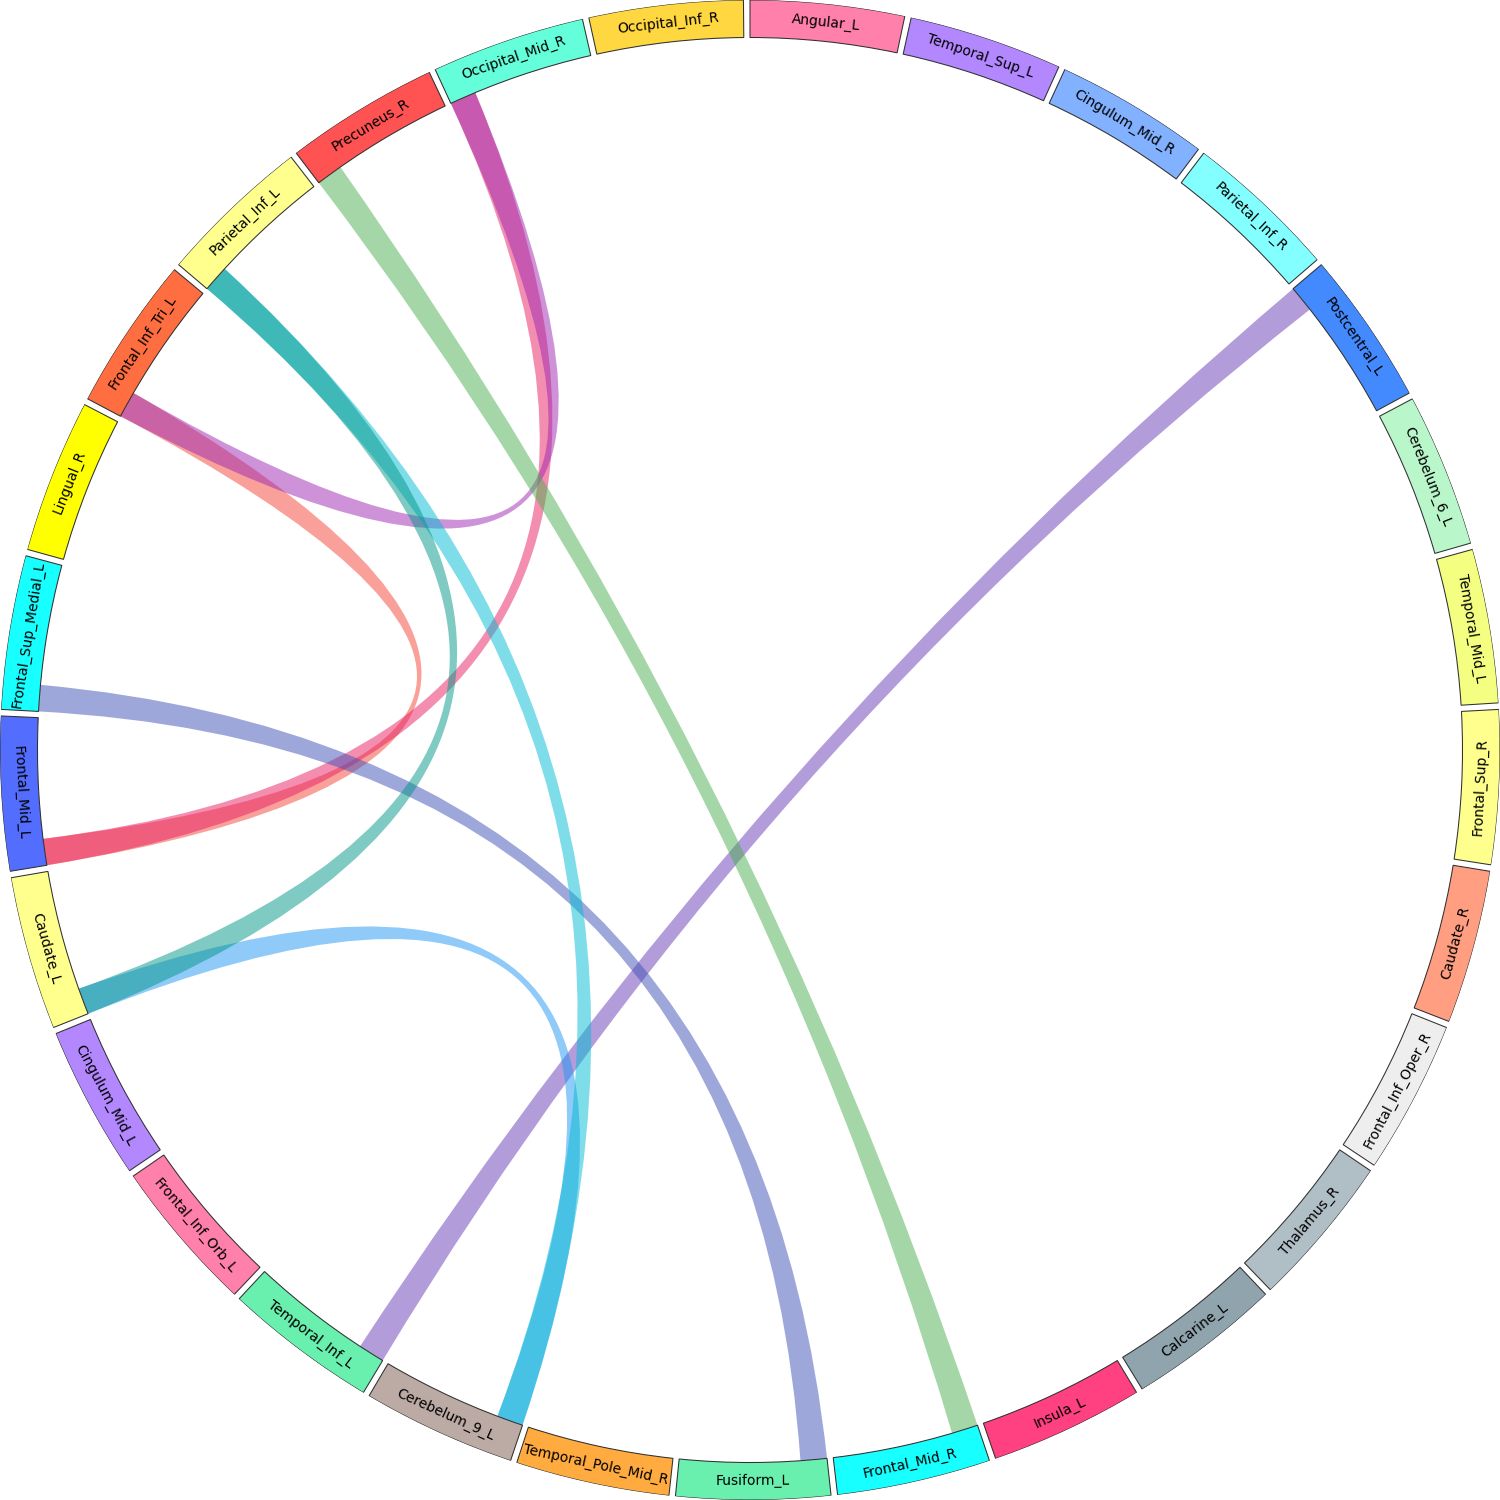 Angular_L
Temporal_Sup_L
Cingulum_Mid_R
Parietal_Inf_R
Postcentral_L
Cerebelum_6_L
Temporal_Mid_L
Frontal_Sup_R
Caudate_R
Frontal_Inf_Oper_R
Thalamus_R
Calcarine_L
Insula_L
Frontal_Mid_R
Fusiform_L
Temporal_Pole_Mid_R
Cerebelum_9_L
Temporal_Inf_L
Frontal_Inf_Orb_L
Cingulum_Mid_L
Caudate_L
Frontal_Mid_L
Frontal_Sup_Medial_L
Lingual_R
Frontal_Inf_Tri_L
Parietal_Inf_L
Precuneus_R
Occipital_Mid_R
Occipital_Inf_R